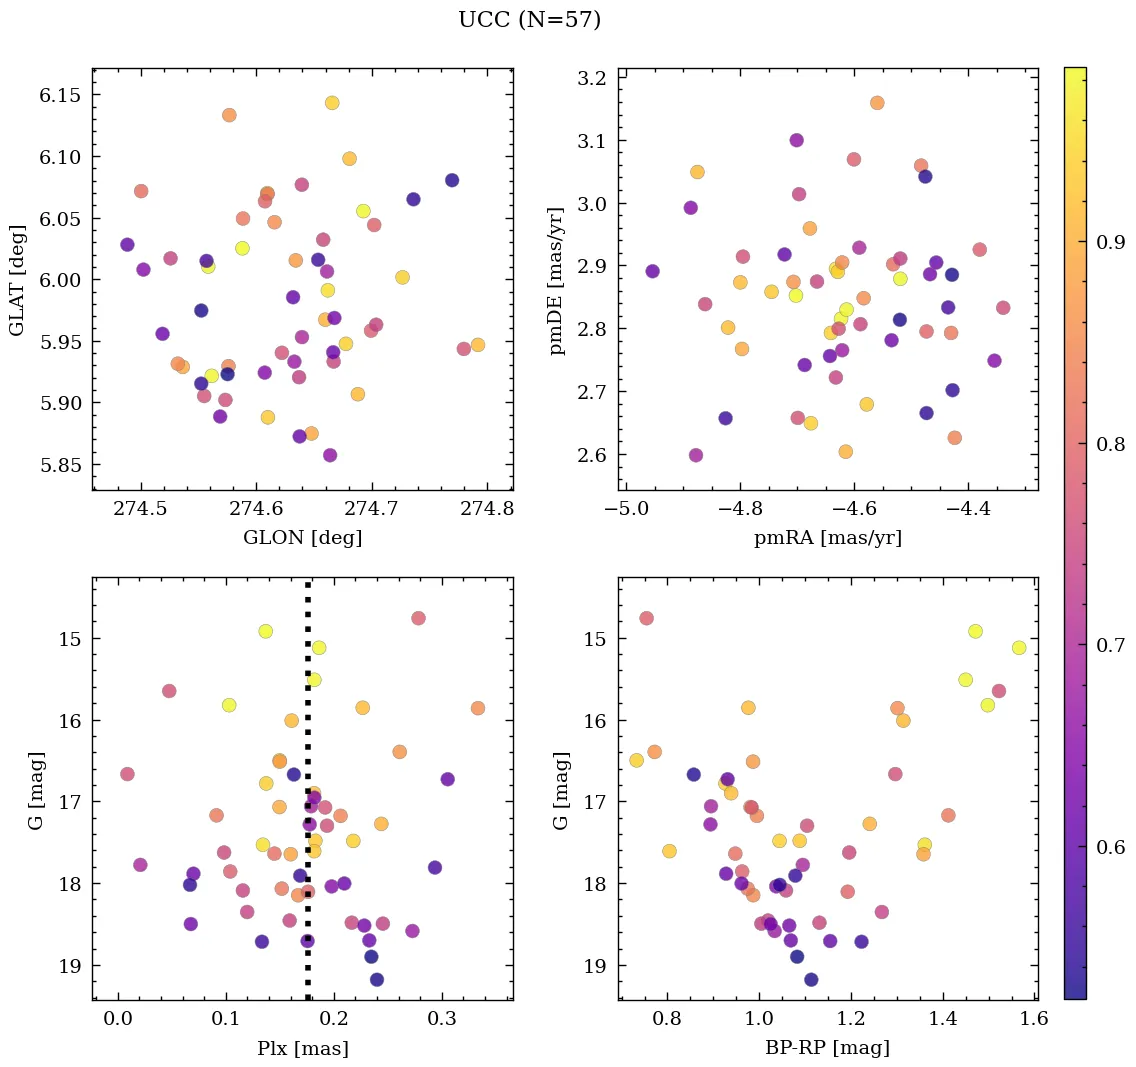 UCC (N=57)
6.15
6.10
6.05
6.00
5.95
5.90
5.85
GLAT [deg]
274.5 274.6 274.7 274.8
GLON [deg]
3.2
3.1
3.0
2.9
2.8
2.7
2.6
pmDE [mas/yr]
−5.0 −4.8 −4.6 −4.4
pmRA [mas/yr]
15
16
17
18
19
G [mag]
0.0 0.1 0.2 0.3
Plx [mas]
15
16
17
18
19
G [mag]
0.8 1.0 1.2 1.4 1.6
BP-RP [mag]
0.9
0.8
0.7
0.6